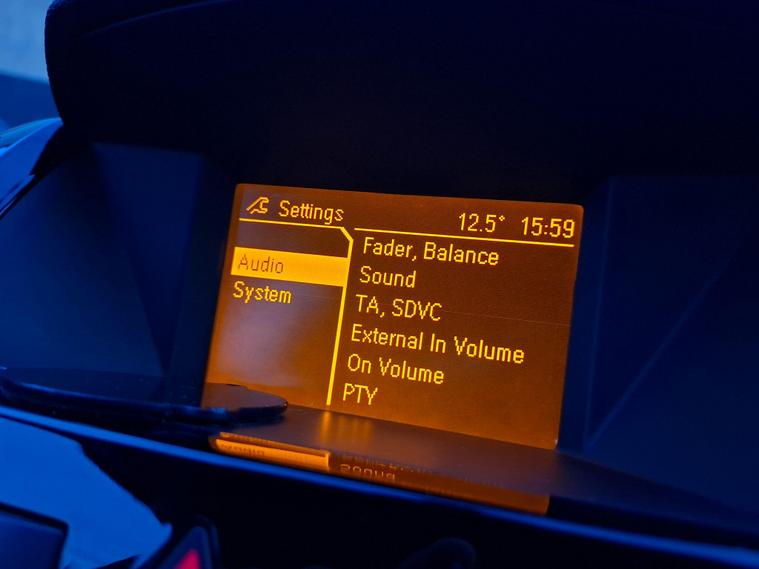 Settings 12.5° 15:59
Audio
System
Fader, Balance
Sound
TA, SDVC
External In Volume
On Volume
PTY